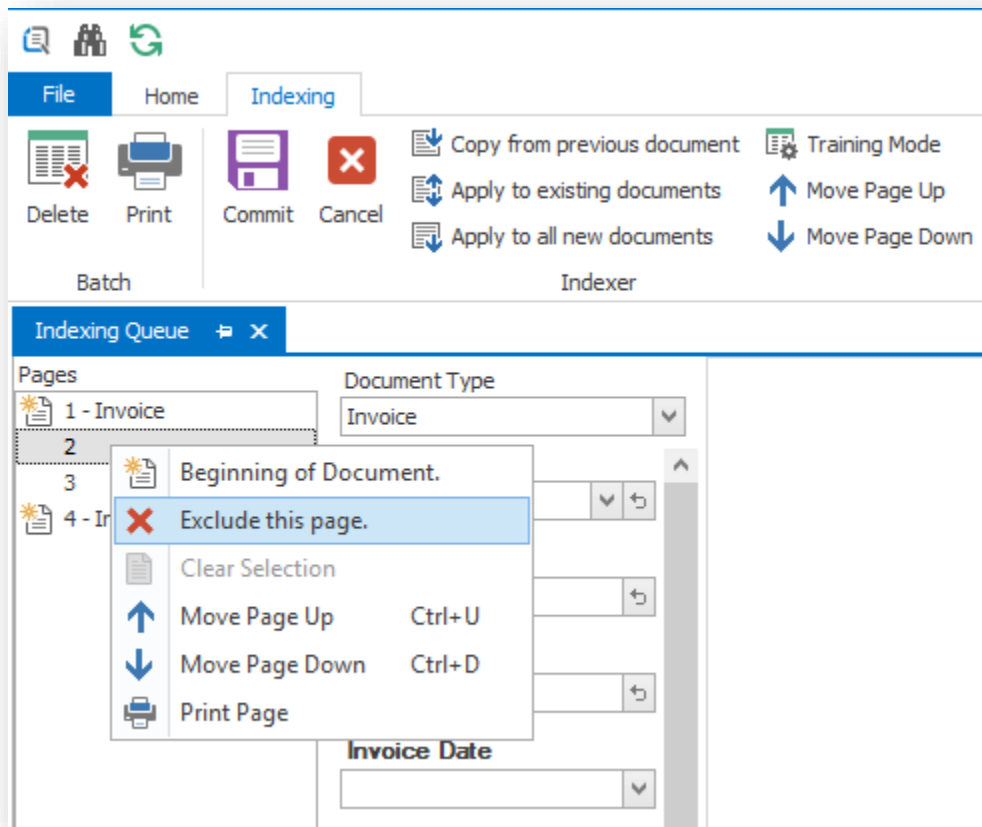 File Home Indexing
Copy from previous document Training Mode
Apply to existing documents Move Page Up
Delete Print Commit Cancel
Apply to all new documents Move Page Down
Batch Indexer
Indexing Queue
Pages
Document Type
1 - Invoice
Invoice
2
3
4 - Ir
Beginning of Document.
Exclude this page.
Clear Selection
Move Page Up Ctrl+U
Move Page Down Ctrl+D
Print Page
Invoice Date